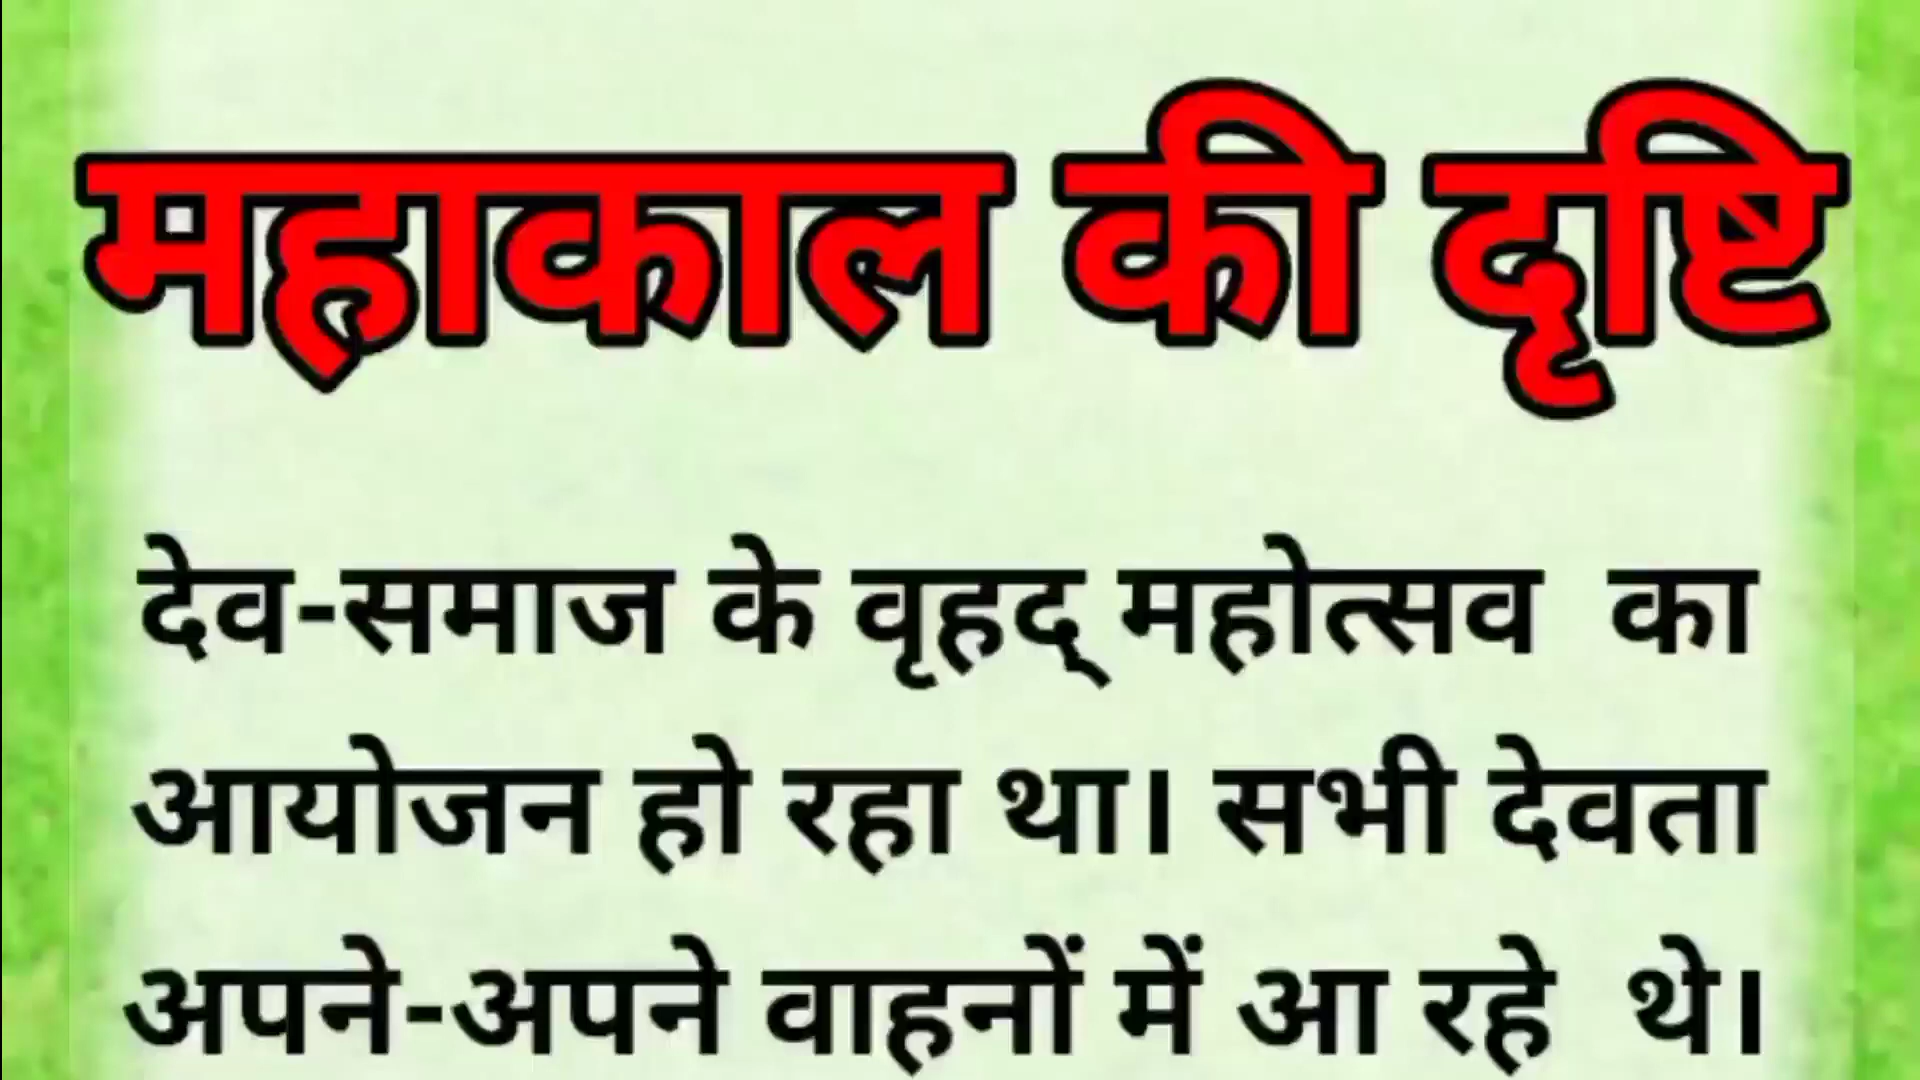 महाकाल की दृष्टि
देव-समाज के वृहद् महोत्सव का
आयोजन हो रहा था। सभी देवता
अपने-अपने वाहनों में आ रहे थे।